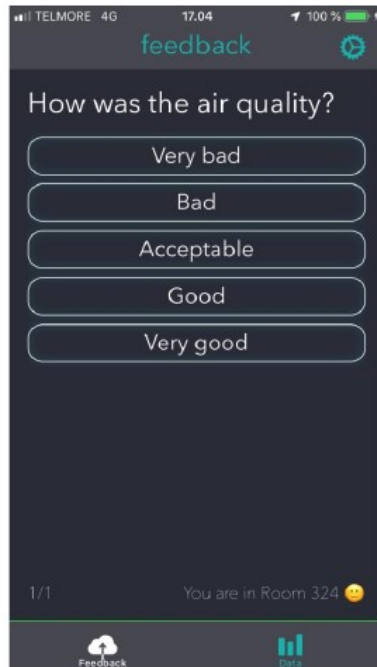 TELMORE 4G 17.04 100 %
feedback
How was the air quality?
Very bad
Bad
Acceptable
Good
Very good
1/1 You are in Room 324
Feedback Data